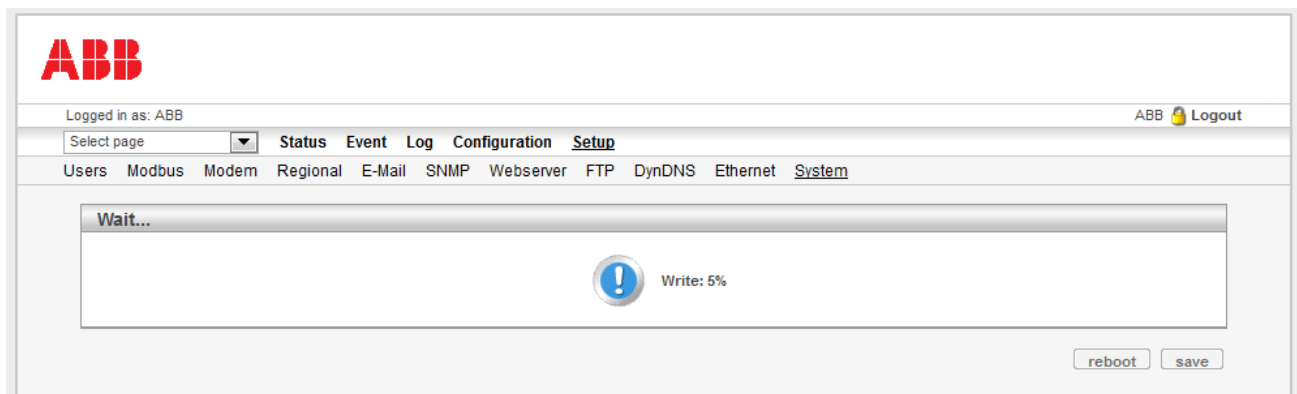 ABB
Logged in as: ABB ABB Logout
Select page Status Event Log Configuration Setup
Users Modbus Modem Regional E-Mail SNMP Webserver FTP DynDNS Ethernet System
Wait...
Write: 5%
reboot save